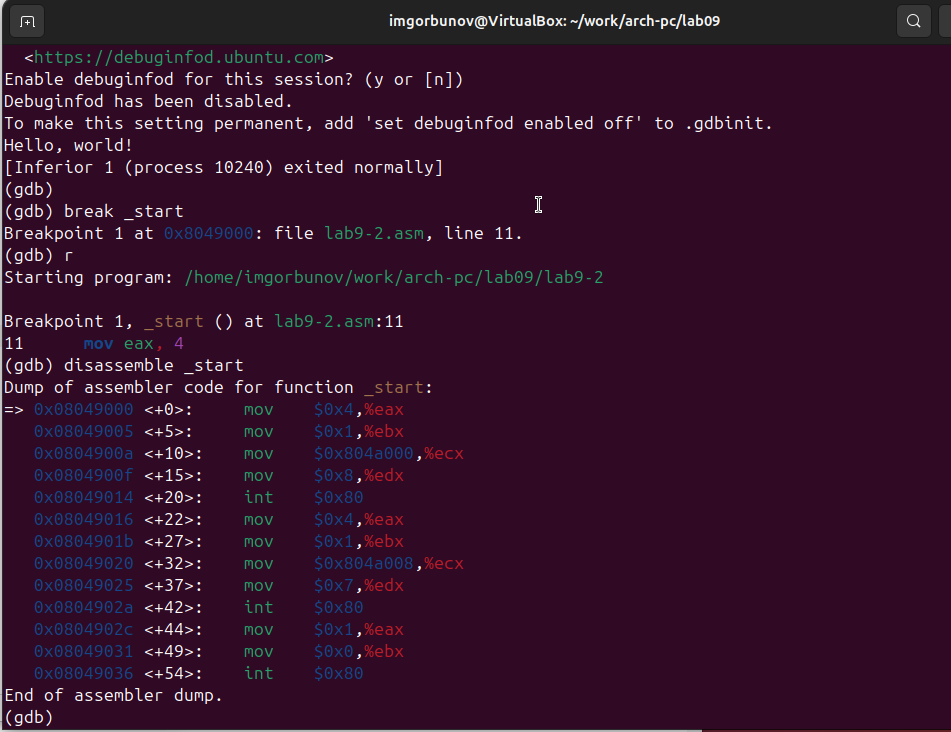 imgorbunov@VirtualBox: ~/work/arch-pc/lab09
<https://debuginfod.ubuntu.com>
Enable debuginfod for this session? (y or [n])
Debuginfod has been disabled.
To make this setting permanent, add 'set debuginfod enabled off' to .gdbinit.
Hello, world!
[Inferior 1 (process 10240) exited normally]
(gdb)
(gdb) break _start
Breakpoint 1 at 0x8049000: file lab9-2.asm, line 11.
(gdb) r
Starting program: /home/imgorbunov/work/arch-pc/lab09/lab9-2
Breakpoint 1, _start () at lab9-2.asm:11
11      mov eax, 4
(gdb) disassemble _start
Dump of assembler code for function _start:
=> 0x08049000 <+0>:     mov    $0x4,%eax
   0x08049005 <+5>:     mov    $0x1,%ebx
   0x0804900a <+10>:    mov    $0x804a000,%ecx
   0x0804900f <+15>:    mov    $0x8,%edx
   0x08049014 <+20>:    int    $0x80
   0x08049016 <+22>:    mov    $0x4,%eax
   0x0804901b <+27>:    mov    $0x1,%ebx
   0x08049020 <+32>:    mov    $0x804a008,%ecx
   0x08049025 <+37>:    mov    $0x7,%edx
   0x0804902a <+42>:    int    $0x80
   0x0804902c <+44>:    mov    $0x1,%eax
   0x08049031 <+49>:    mov    $0x0,%ebx
   0x08049036 <+54>:    int    $0x80
End of assembler dump.
(gdb)